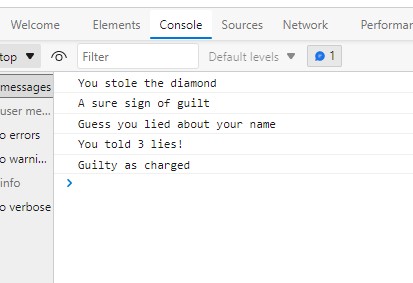 Welcome Elements Console Sources Network Performan
top Filter Default levels 1
messages
You stole the diamond
A sure sign of guilt
user me...
Guess you lied about your name
o errors
You told 3 lies!
o warni...
Guilty as charged
info
o verbose